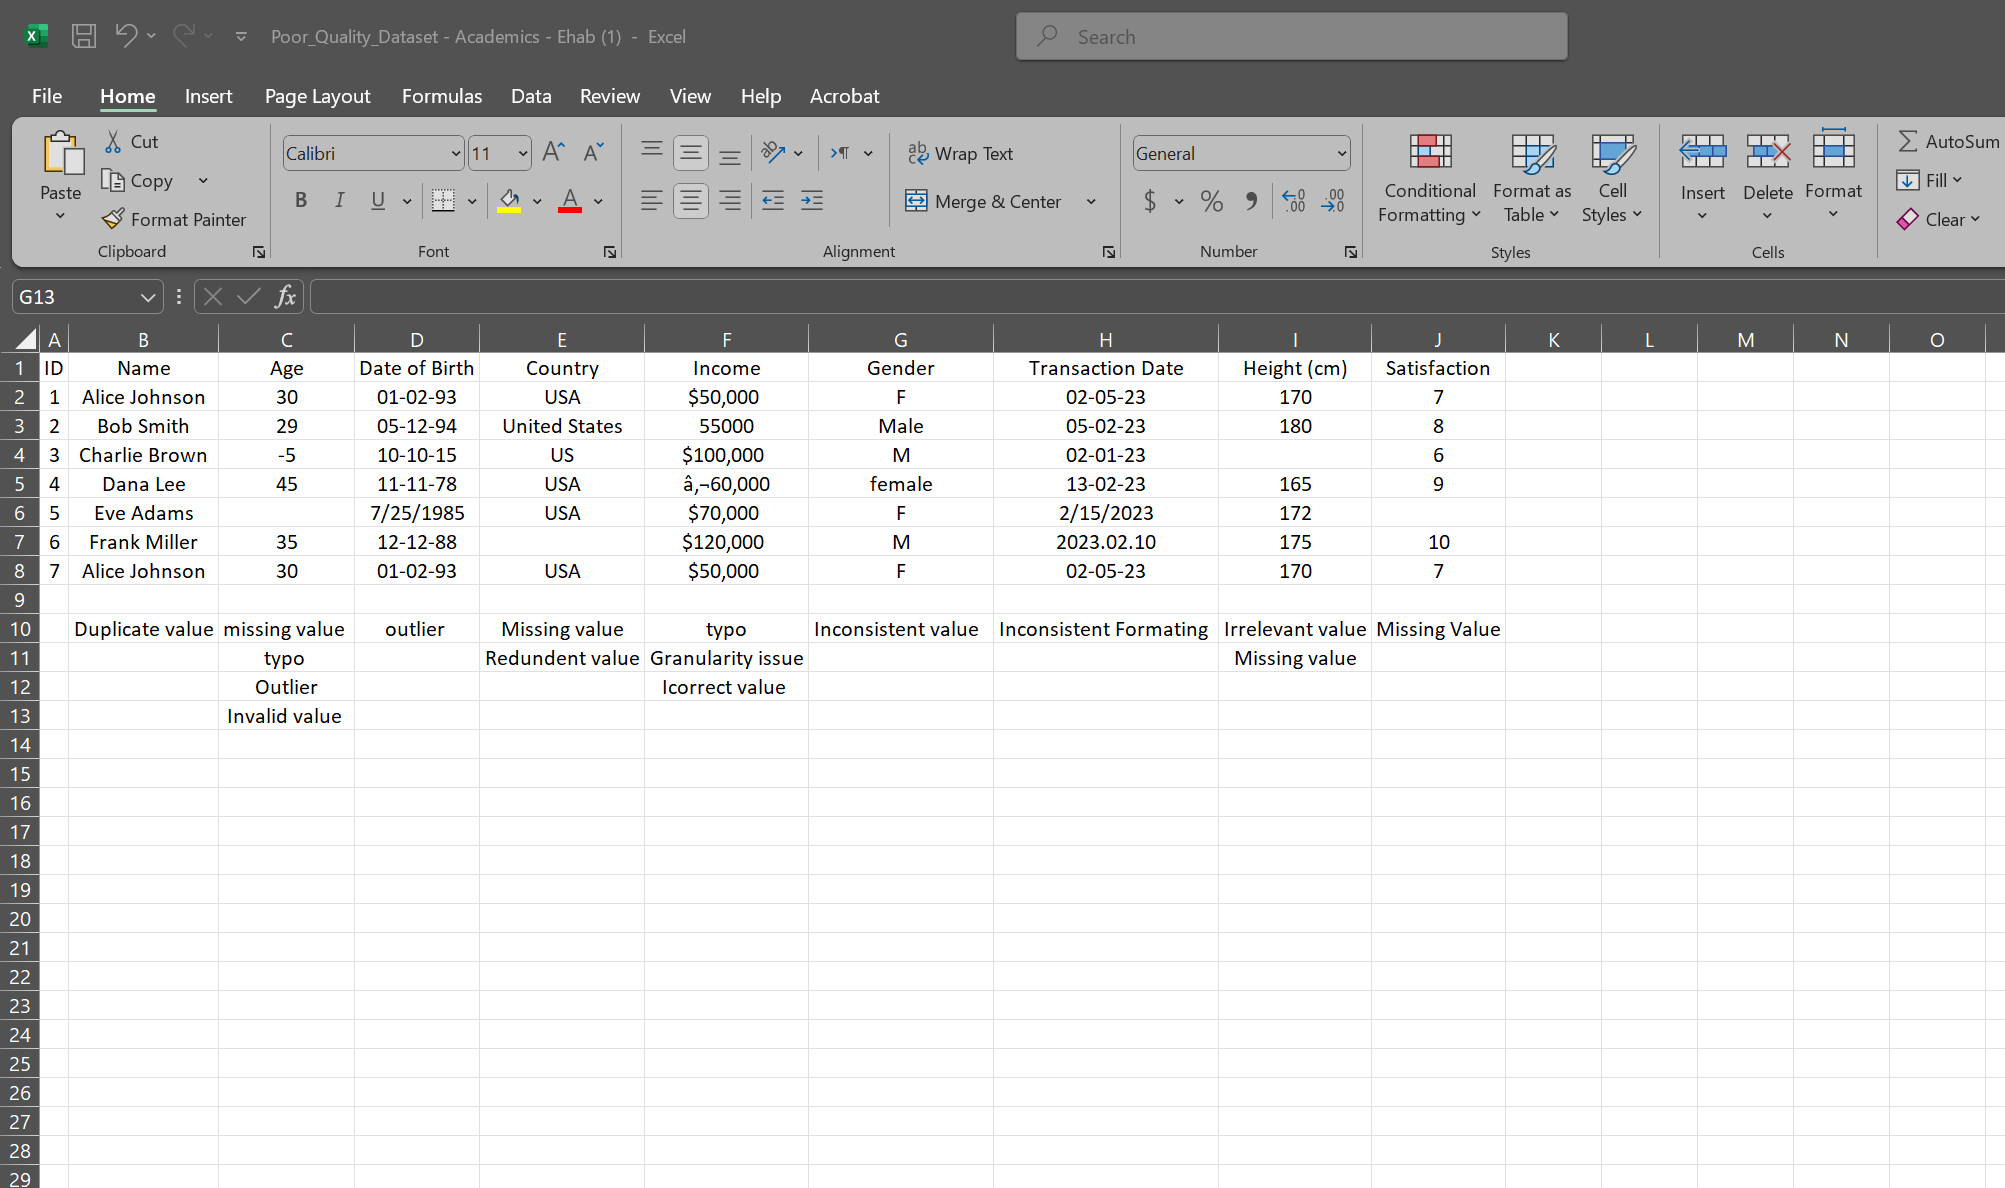 Poor_Quality_Dataset - Academics - Ehab (1) - Excel
Search
File Home Insert Page Layout Formulas Data Review View Help Acrobat
Paste
Cut
Copy
Format Painter
Clipboard
Calibri 11
B I U
Font
Wrap Text
Merge & Center
Alignment
General
$ % 9
Number
Conditional Formatting
Format as Table
Cell Styles
Styles
Insert Delete Format
Cells
AutoSum
Fill
Clear
G13
fx
A B C D E F G H I J K L M N O
1 ID Name Age Date of Birth Country Income Gender Transaction Date Height (cm) Satisfaction
2 1 Alice Johnson 30 01-02-93 USA $50,000 F 02-05-23 170 7
3 2 Bob Smith 29 05-12-94 United States 55000 Male 05-02-23 180 8
4 3 Charlie Brown -5 10-10-15 US $100,000 M 02-01-23 6
5 4 Dana Lee 45 11-11-78 USA â‚¬60,000 female 13-02-23 165 9
6 5 Eve Adams 7/25/1985 USA $70,000 F 2/15/2023 172
7 6 Frank Miller 35 12-12-88 $120,000 M 2023.02.10 175 10
8 7 Alice Johnson 30 01-02-93 USA $50,000 F 02-05-23 170 7
9
10 Duplicate value missing value outlier Missing value typo Inconsistent value Inconsistent Formating Irrelevant value Missing Value
11 typo Redundent value Granularity issue Missing value
12 Outlier Icorrect value
13 Invalid value
14
15
16
17
18
19
20
21
22
23
24
25
26
27
28
29